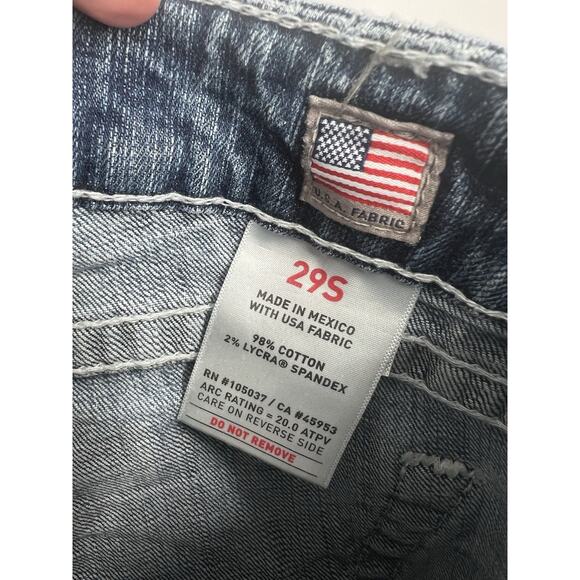 U.S.A. FABRIC
29S
MADE IN MEXICO
WITH USA FABRIC
98% COTTON
2% LYCRA® SPANDEX
RN #105037 / CA #45953
ARC RATING = 20.0 ATPV
CARE ON REVERSE SIDE
DO NOT REMOVE